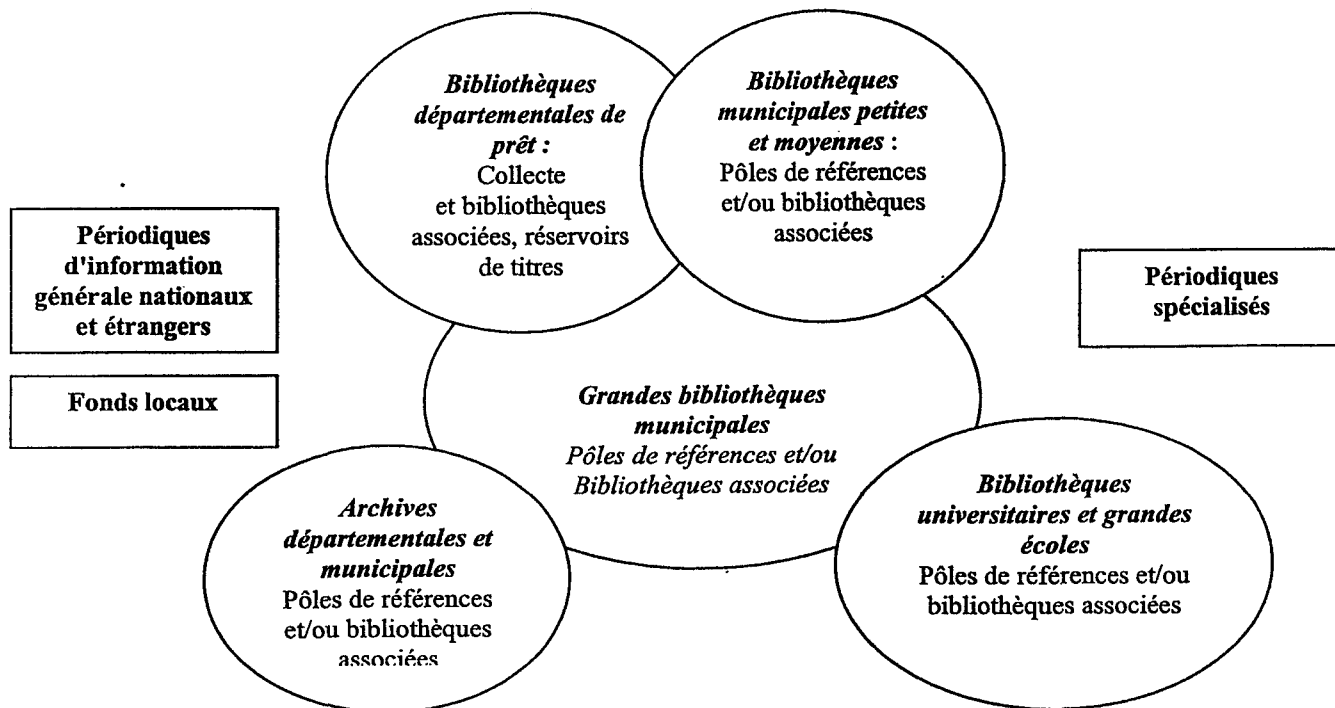 Bibliothèques
départementales de
prêt :
Collecte
et bibliothèques
associées, réservoirs
de titres
Bibliothèques
municipales petites
et moyennes :
Pôles de références
et/ou bibliothèques
associées
Périodiques
d'information
générale nationaux
et étrangers
Périodiques
spécialisés
Fonds locaux
Grandes bibliothèques
municipales
Pôles de références et/ou
Bibliothèques associées
Archives
départementales et
municipales
Pôles de références
et/ou bibliothèques
associées
Bibliothèques
universitaires et grandes
écoles
Pôles de références et/ou
bibliothèques associées